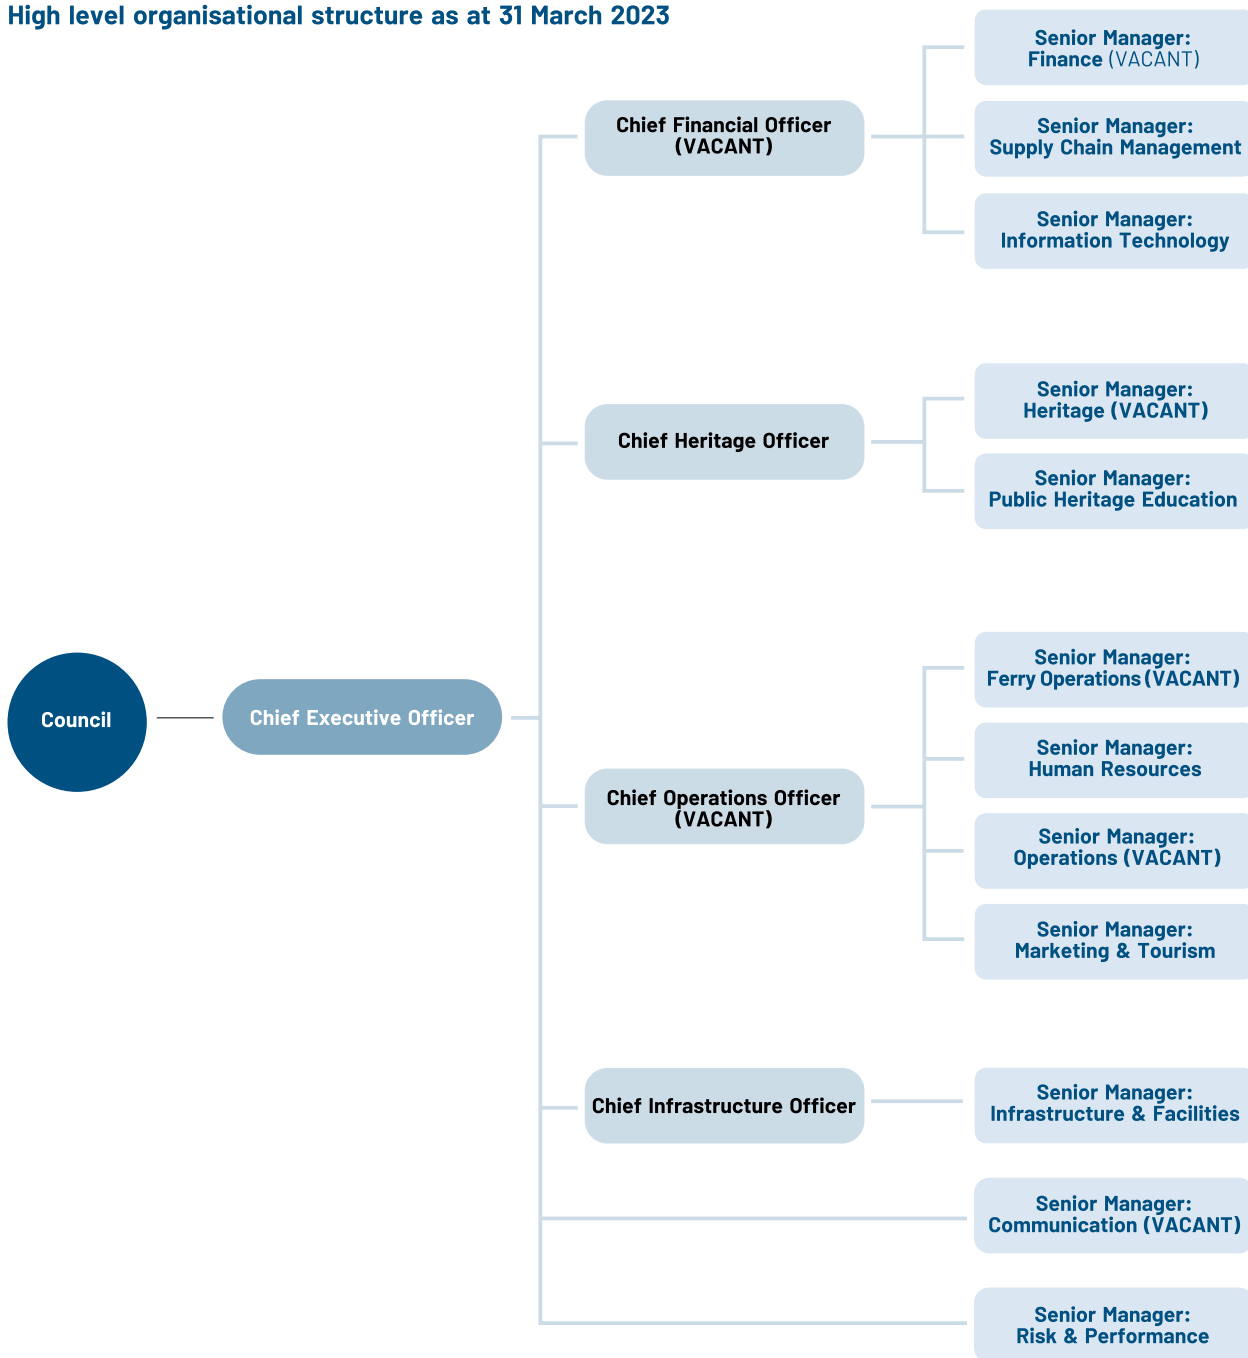 High level organisational structure as at 31 March 2023
Senior Manager:
Finance (VACANT)
Chief Financial Officer
(VACANT)
Senior Manager:
Supply Chain Management
Senior Manager:
Information Technology
Senior Manager:
Heritage (VACANT)
Chief Heritage Officer
Senior Manager:
Public Heritage Education
Senior Manager:
Ferry Operations (VACANT)
Council
Chief Executive Officer
Senior Manager:
Human Resources
Chief Operations Officer
(VACANT)
Senior Manager:
Operations (VACANT)
Senior Manager:
Marketing & Tourism
Chief Infrastructure Officer
Senior Manager:
Infrastructure & Facilities
Senior Manager:
Communication (VACANT)
Senior Manager:
Risk & Performance